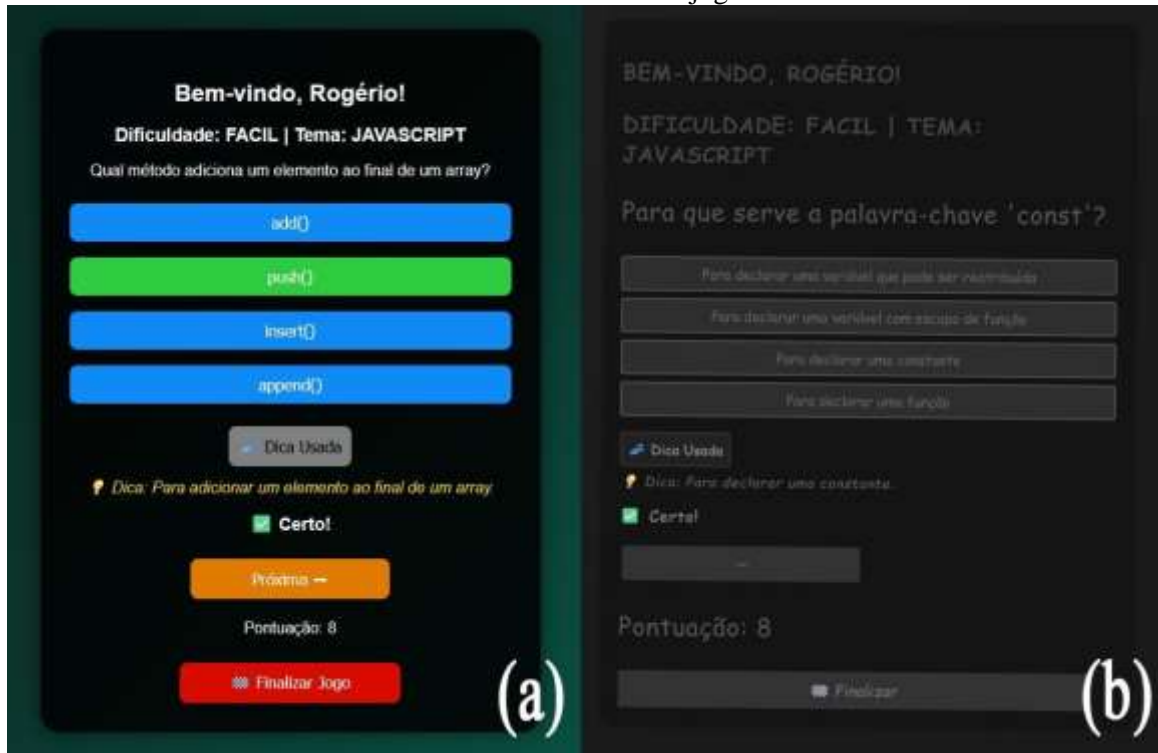 Bem-vindo, Rogério!
Dificuldade: FACIL | Tema: JAVASCRIPT
Qual método adiciona um elemento ao final de um array?
add()
push()
insert()
append()
Dica Usada
Dica: Para adicionar um elemento ao final de um array
Certo!
Próxima
Pontuação: 8
Finalizar Jogo
(a)
BEM-VINDO, ROGÉRIO!
DIFICULDADE: FACIL | TEMA:
JAVASCRIPT
Para que serve a palavra-chave 'const'?
Para declarar uma variável que pode ser reatribuída
Para declarar uma variável com escopo de função
Para declarar uma constante
Para declarar uma função
Dica Usada
Dica: Para declarar uma constante.
Certo!
Pontuação: 8
Finalizar
(b)